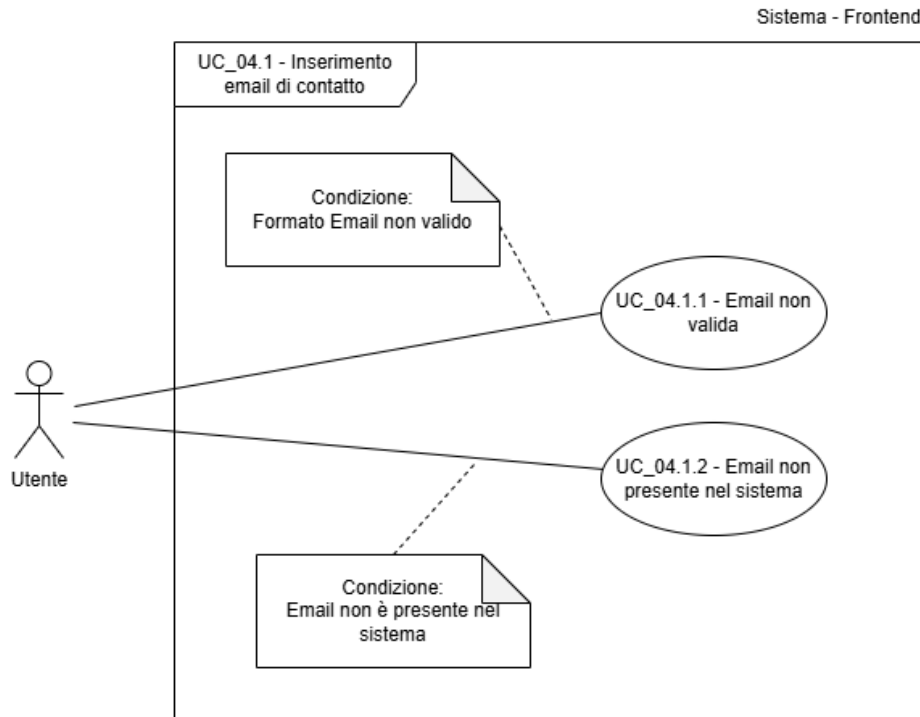 Sistema - Frontend
UC_04.1 - Inserimento
email di contatto
Condizione:
Formato Email non valido
UC_04.1.1 - Email non
valida
Utente
UC_04.1.2 - Email non
presente nel sistema
Condizione:
Email non è presente nel
sistema